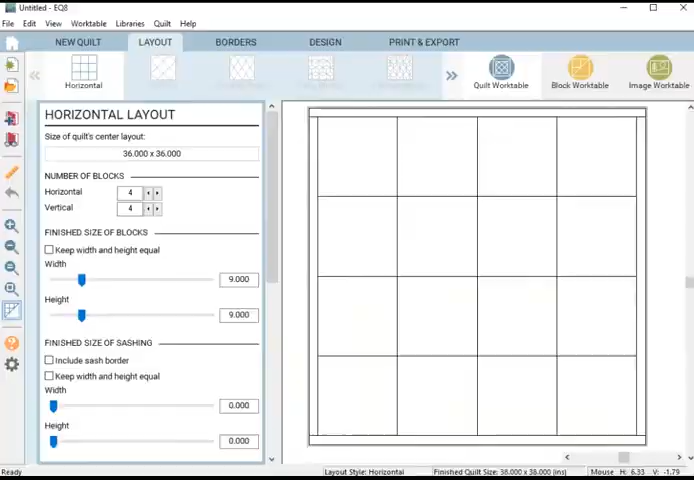 Untitled - EQ8
File Edit View Worktable Libraries Quilt Help
NEW QUILT LAYOUT BORDERS DESIGN PRINT & EXPORT
Horizontal Quilt Worktable Block Worktable Image Worktable
HORIZONTAL LAYOUT
Size of quilt's center layout:
36.000 x 36.000
NUMBER OF BLOCKS
Horizontal 4
Vertical 4
FINISHED SIZE OF BLOCKS
Keep width and height equal
Width
9.000
Height
9.000
FINISHED SIZE OF SASHING
Include sash border
Keep width and height equal
Width
0.000
Height
0.000
Ready Layout Style: Horizontal Finished Quilt Size: 38.000 x 38.000 (ins) Mouse H: 6.33 V: -1.79